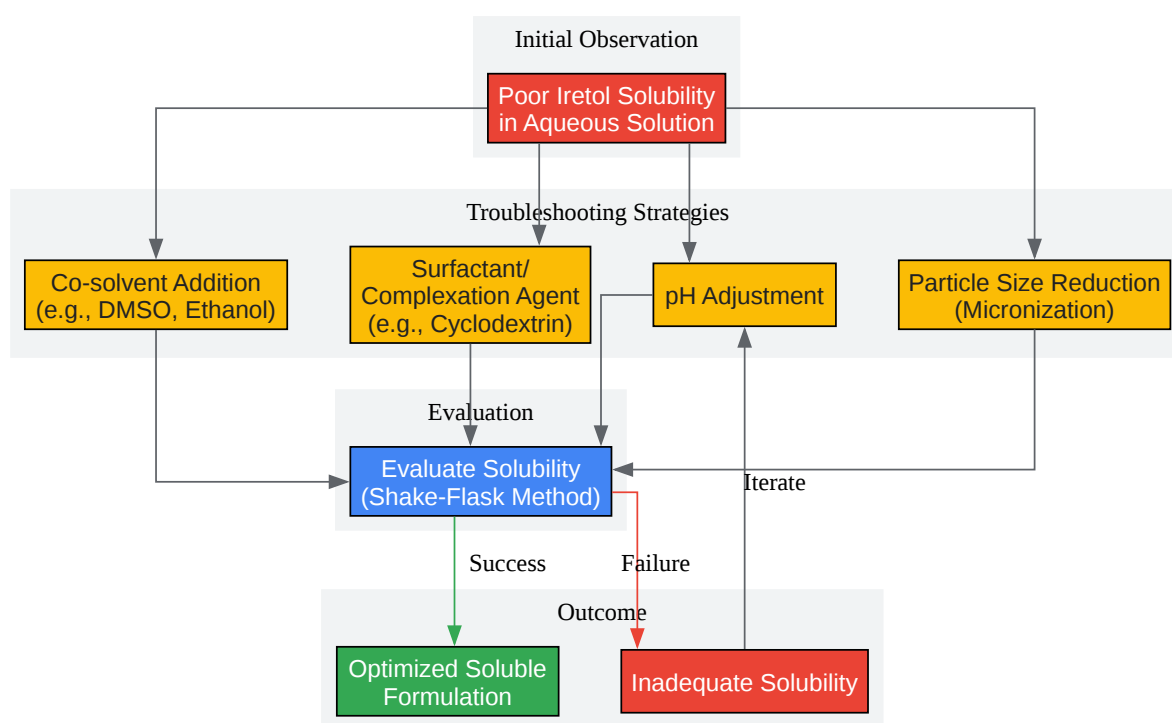 Initial Observation
Poor Iretol Solubility
in Aqueous Solution
Troubleshooting Strategies
Co-solvent Addition
(e.g., DMSO, Ethanol)
Surfactant/
Complexation Agent
(e.g., Cyclodextrin)
pH Adjustment
Particle Size Reduction
(Micronization)
Evaluation
Evaluate Solubility
(Shake-Flask Method)
Iterate
Success
Failure
Outcome
Optimized Soluble
Formulation
Inadequate Solubility